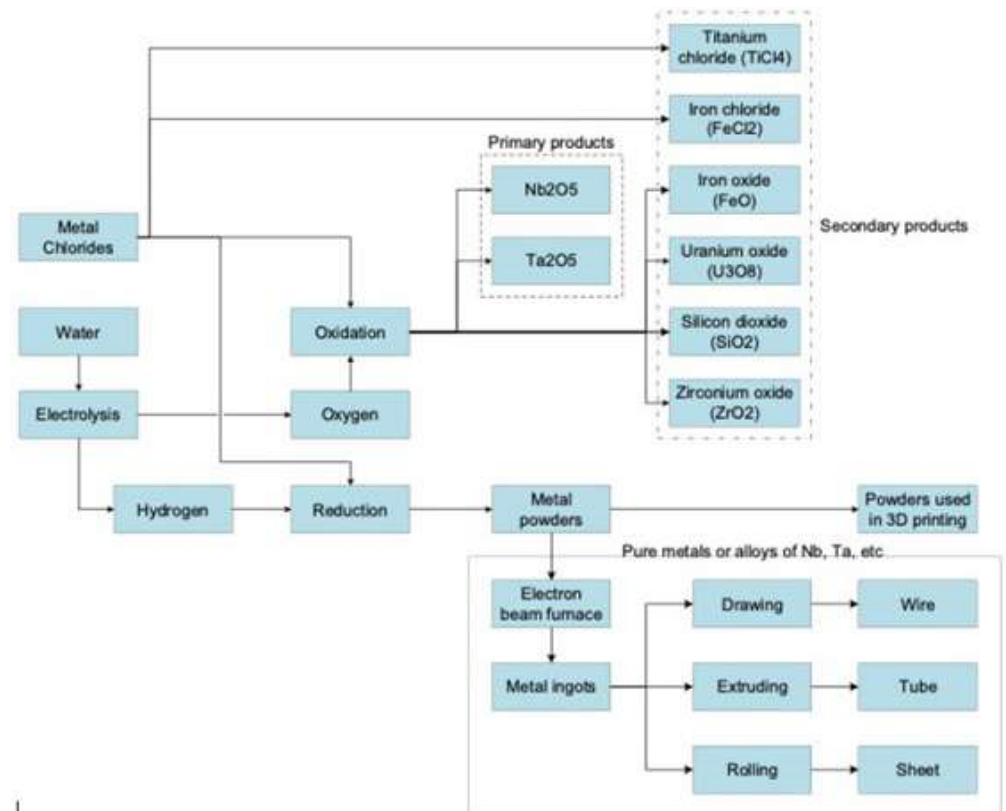 Titanium
chloride (TiCl4)
Iron chloride
(FeCl2)
Primary products
Nb2O5
Iron oxide
(FeO)
Metal
Chlorides
Secondary products
Ta2O5
Uranium oxide
(U3O8)
Water
Oxidation
Silicon dioxide
(SiO2)
Electrolysis
Oxygen
Zirconium oxide
(ZrO2)
Hydrogen
Reduction
Metal
powders
Powders used
in 3D printing
Pure metals or alloys of Nb, Ta, etc
Electron
beam furnace
Drawing
Wire
Metal ingots
Extruding
Tube
Rolling
Sheet